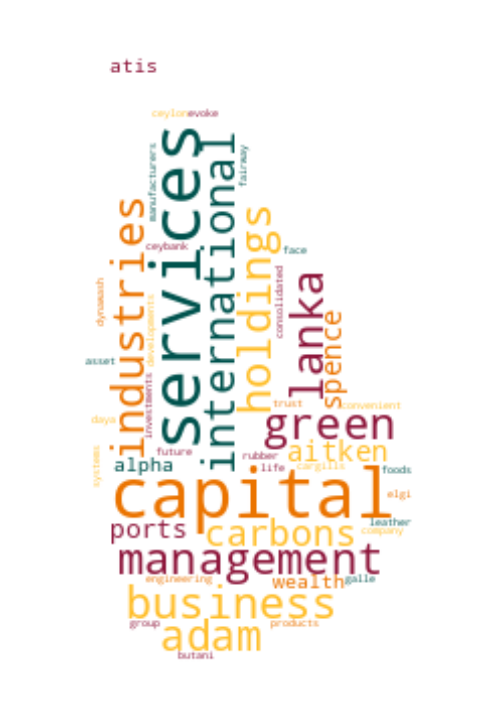 atis
ceylon
evoke
services
international
manufacturers
fairway
industries
holdings
ceybank
face
lanka
consolidated
dynawash
developments
spence
asset
investments
trust
convenient
daya
green
systems
future
rubber
aitken
alpha
life
cargills
foods
capital
elgi
ports
carbons
leather
company
management
engineering
wealth
galle
business
group
adam
products
butani